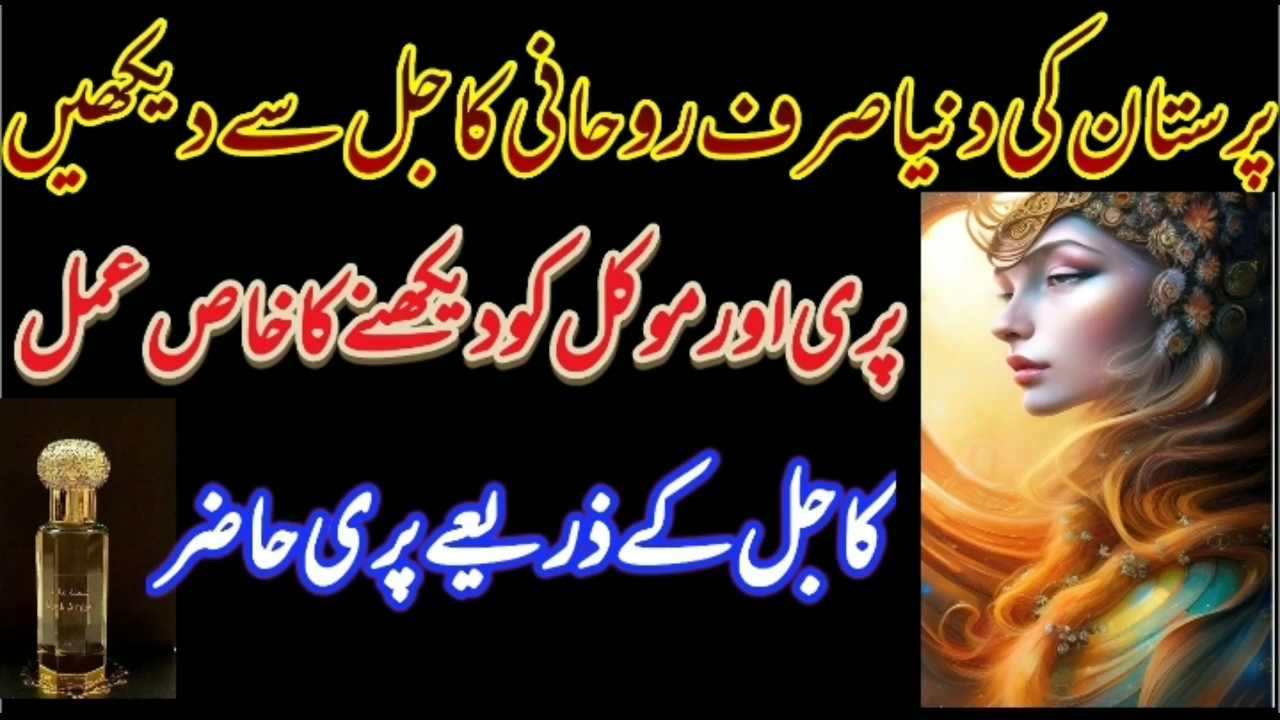 پرستان کی دنیا صرف روحانی کاجل سے دیکھیں
پری اور موکل کو دیکھنے کا خاص عمل
کاجل کے ذریعے پری حاضر